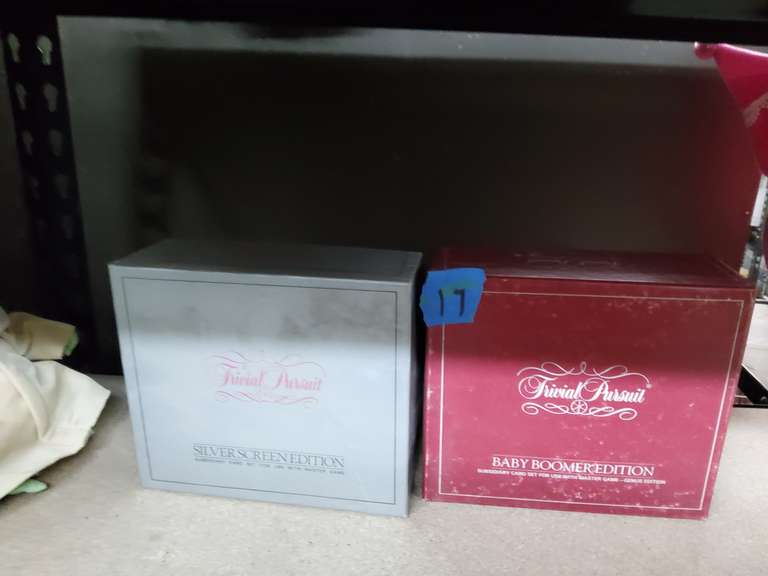 Trivial Pursuit
SILVER SCREEN EDITION
SUBSIDIARY CARD SET FOR USE WITH MASTER GAME
17
Trivial Pursuit®
BABY BOOMER EDITION
SUBSIDIARY CARD SET FOR USE WITH MASTER GAME – GENUS EDITION